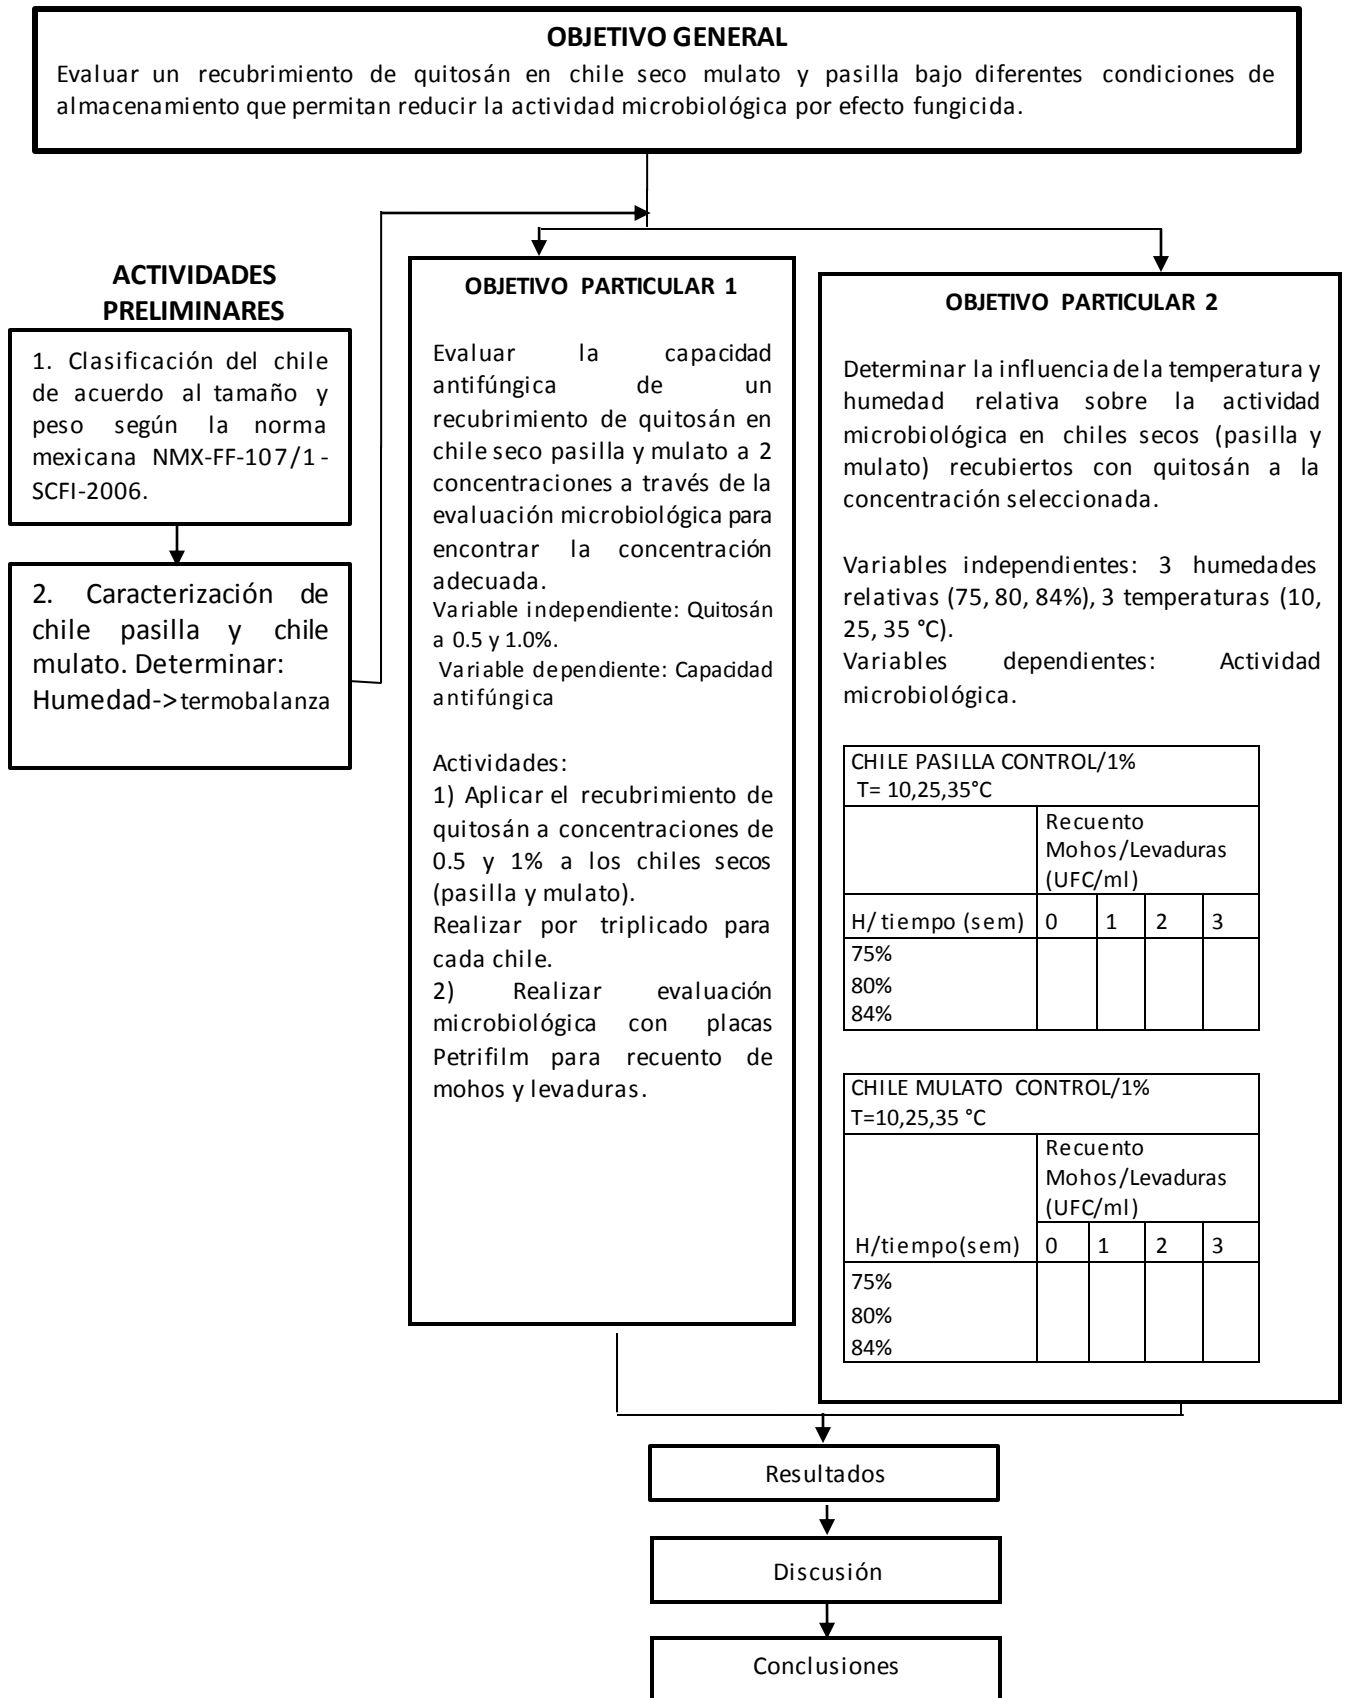 OBJETIVO GENERAL
Evaluar un recubrimiento de quitosán en chile seco mulato y pasilla bajo diferentes condiciones de
almacenamiento que permitan reducir la actividad microbiológica por efecto fungicida.
ACTIVIDADES
PRELIMINARES
1. Clasificación del chile
de acuerdo al tamaño y
peso según la norma
mexicana NMX-FF-107/1-
SCFI-2006.
2. Caracterización de
chile pasilla y chile
mulato. Determinar:
Humedad->termobalanza
OBJETIVO PARTICULAR 1
Evaluar la capacidad
antifúngica de un
recubrimiento de quitosán en
chile seco pasilla y mulato a 2
concentraciones a través de la
evaluación microbiológica para
encontrar la concentración
adecuada.
Variable independiente: Quitosán
a 0.5 y 1.0%.
Variable dependiente: Capacidad
antifúngica
Actividades:
1) Aplicar el recubrimiento de
quitosán a concentraciones de
0.5 y 1% a los chiles secos
(pasilla y mulato).
Realizar por triplicado para
cada chile.
2) Realizar evaluación
microbiológica con placas
Petrifilm para recuento de
mohos y levaduras.
OBJETIVO PARTICULAR 2
Determinar la influencia de la temperatura y
humedad relativa sobre la actividad
microbiológica en chiles secos (pasilla y
mulato) recubiertos con quitosán a la
concentración seleccionada.
Variables independientes: 3 humedades
relativas (75, 80, 84%), 3 temperaturas (10,
25, 35 °C).
Variables dependientes: Actividad
microbiológica.
CHILE PASILLA CONTROL/1%
T= 10,25,35°C
Recuento
Mohos/Levaduras
(UFC/ml)
H/ tiempo (sem) 0 1 2 3
75%
80%
84%
CHILE MULATO CONTROL/1%
T=10,25,35 °C
Recuento
Mohos/Levaduras
(UFC/ml)
H/tiempo(sem) 0 1 2 3
75%
80%
84%
Resultados
Discusión
Conclusiones